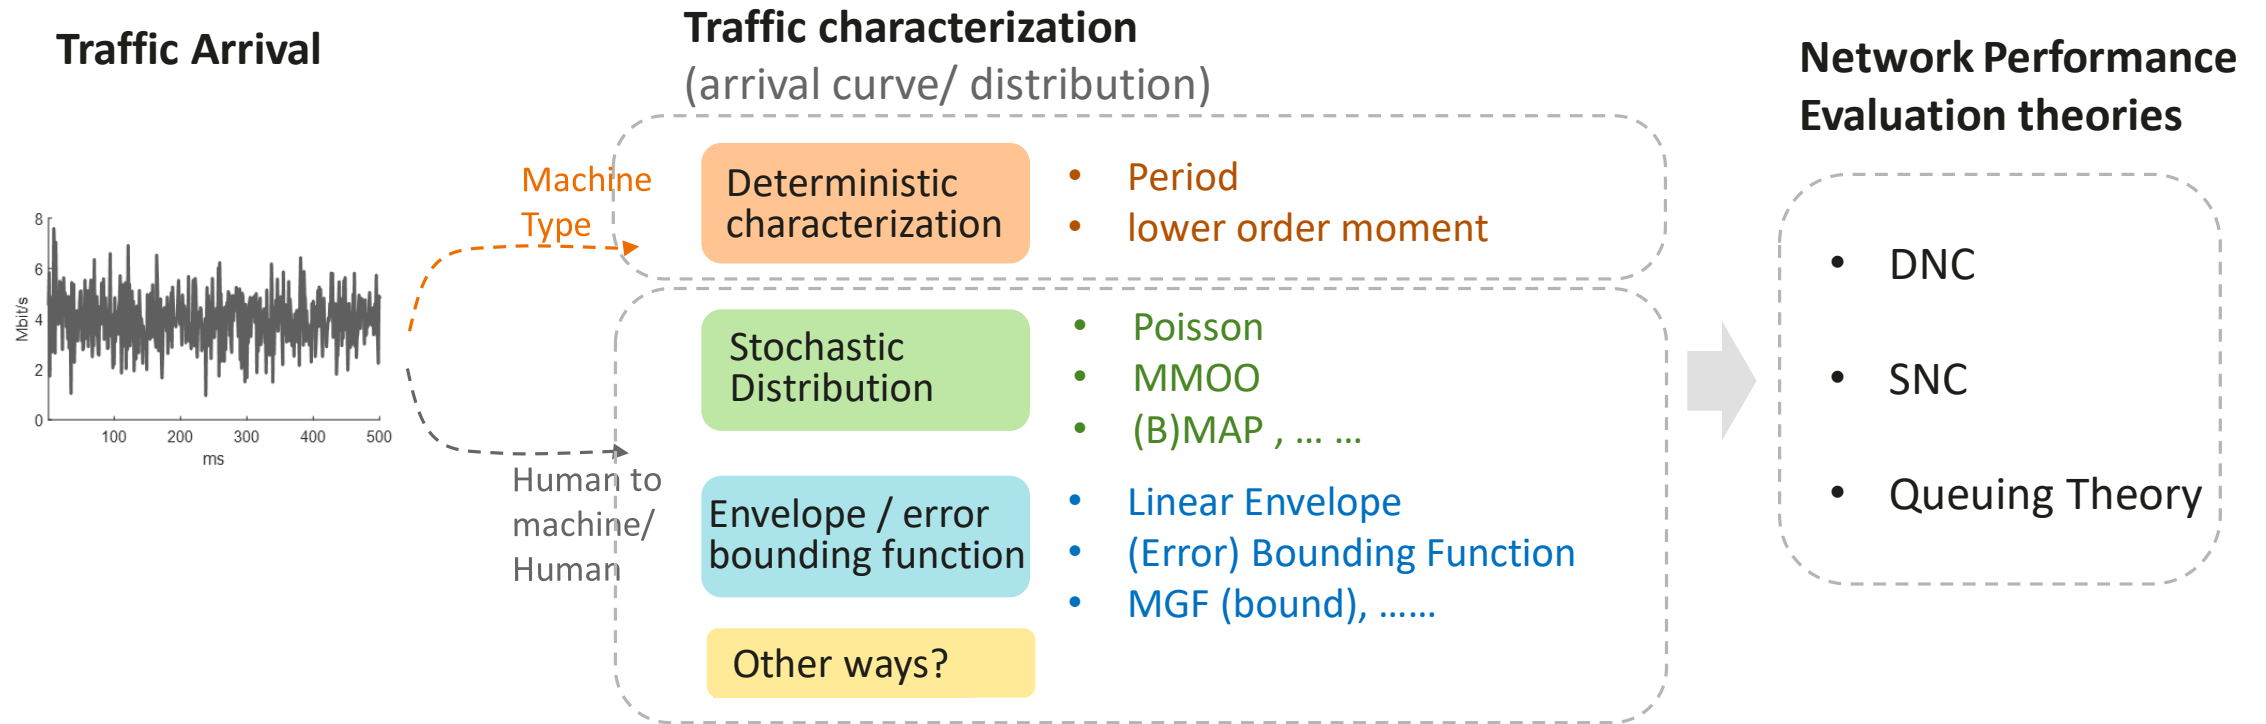 Traffic Arrival
Mbit/s
8
6
4
2
0
100 200 300 400 500
ms
Machine
Type
Human to
machine/
Human
Traffic characterization
(arrival curve/ distribution)
Deterministic
characterization
• Period
• lower order moment
Stochastic
Distribution
• Poisson
• MMOO
• (B)MAP , … …
Envelope / error
bounding function
• Linear Envelope
• (Error) Bounding Function
• MGF (bound), ……
Other ways?
Network Performance
Evaluation theories
• DNC
• SNC
• Queuing Theory